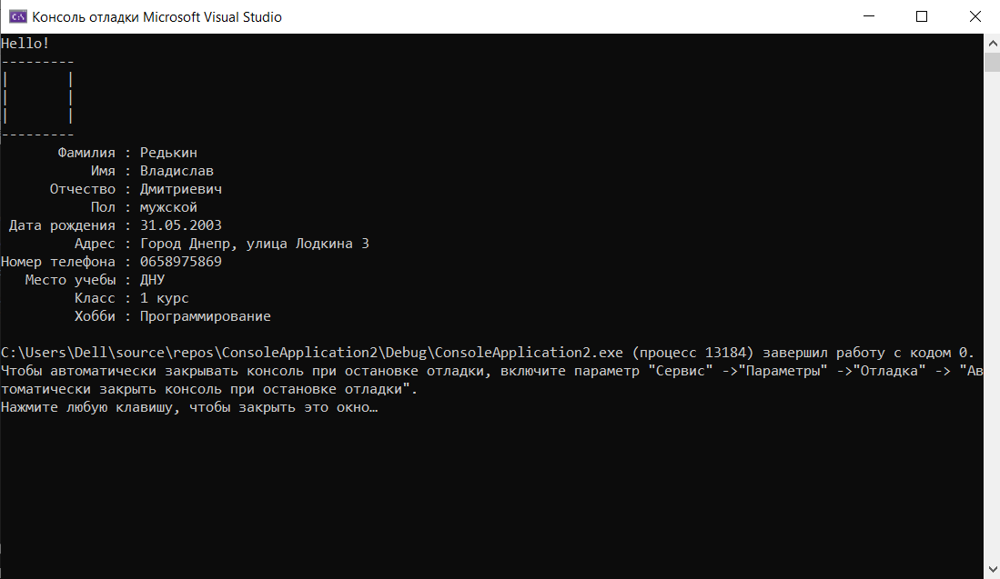 Консоль отладки Microsoft Visual Studio
Hello!
---------
|       |
|       |
|       |
---------
       Фамилия : Редькин
           Имя : Владислав
      Отчество : Дмитриевич
           Пол : мужской
 Дата рождения : 31.05.2003
         Адрес : Город Днепр, улица Лодкина 3
Номер телефона : 0658975869
   Место учебы : ДНУ
         Класс : 1 курс
         Хобби : Программирование
C:\Users\Dell\source\repos\ConsoleApplication2\Debug\ConsoleApplication2.exe (процесс 13184) завершил работу с кодом 0.
Чтобы автоматически закрывать консоль при остановке отладки, включите параметр "Сервис" ->"Параметры" ->"Отладка" -> "Ав
томатически закрыть консоль при остановке отладки".
Нажмите любую клавишу, чтобы закрыть это окно…